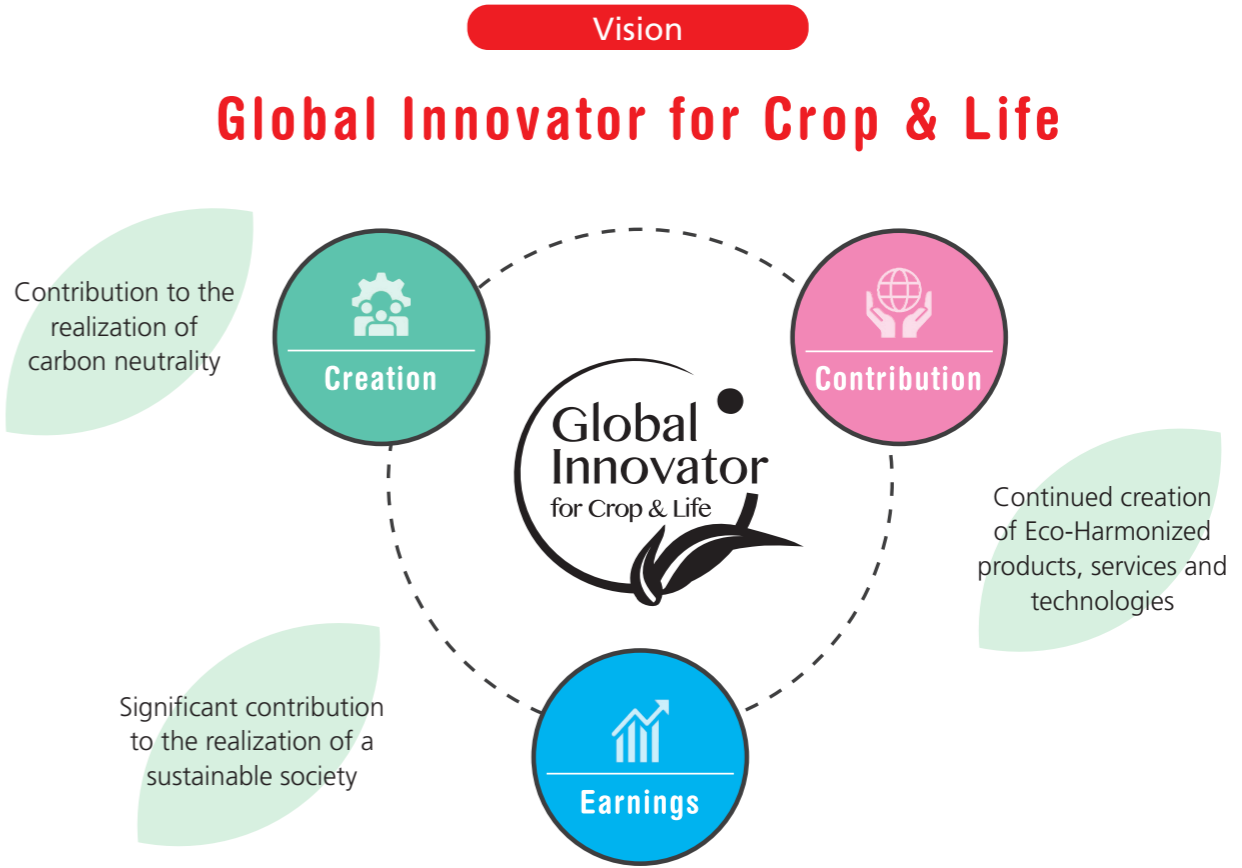 Vision
Global Innovator for Crop & Life
Contribution to the
realization of
carbon neutrality
Creation
Contribution
Global
Innovator
for Crop & Life
Continued creation
of Eco-Harmonized
products, services and
technologies
Significant contribution
to the realization of a
sustainable society
Earnings